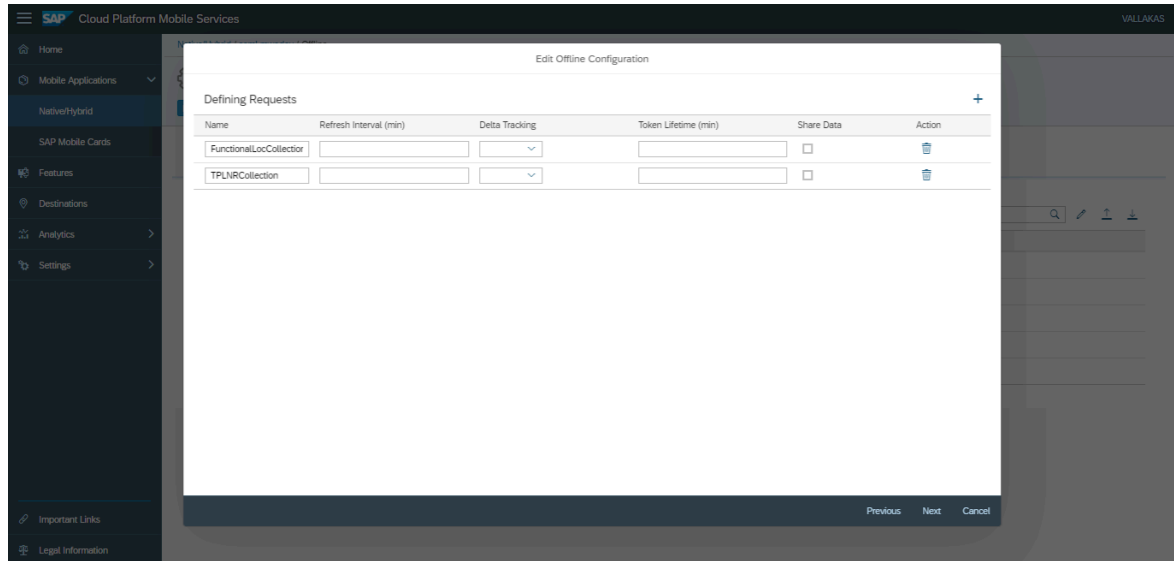 SAP Cloud Platform Mobile Services
VALLAKAS
Home
Mobile Applications
Native/Hybrid
SAP Mobile Cards
Features
Destinations
Analytics
Settings
Important Links
Legal Information
Edit Offline Configuration
Defining Requests
+
Name Refresh Interval (min) Delta Tracking Token Lifetime (min) Share Data Action
FunctionalLocCollection
TPLNRCollection
Previous Next Cancel